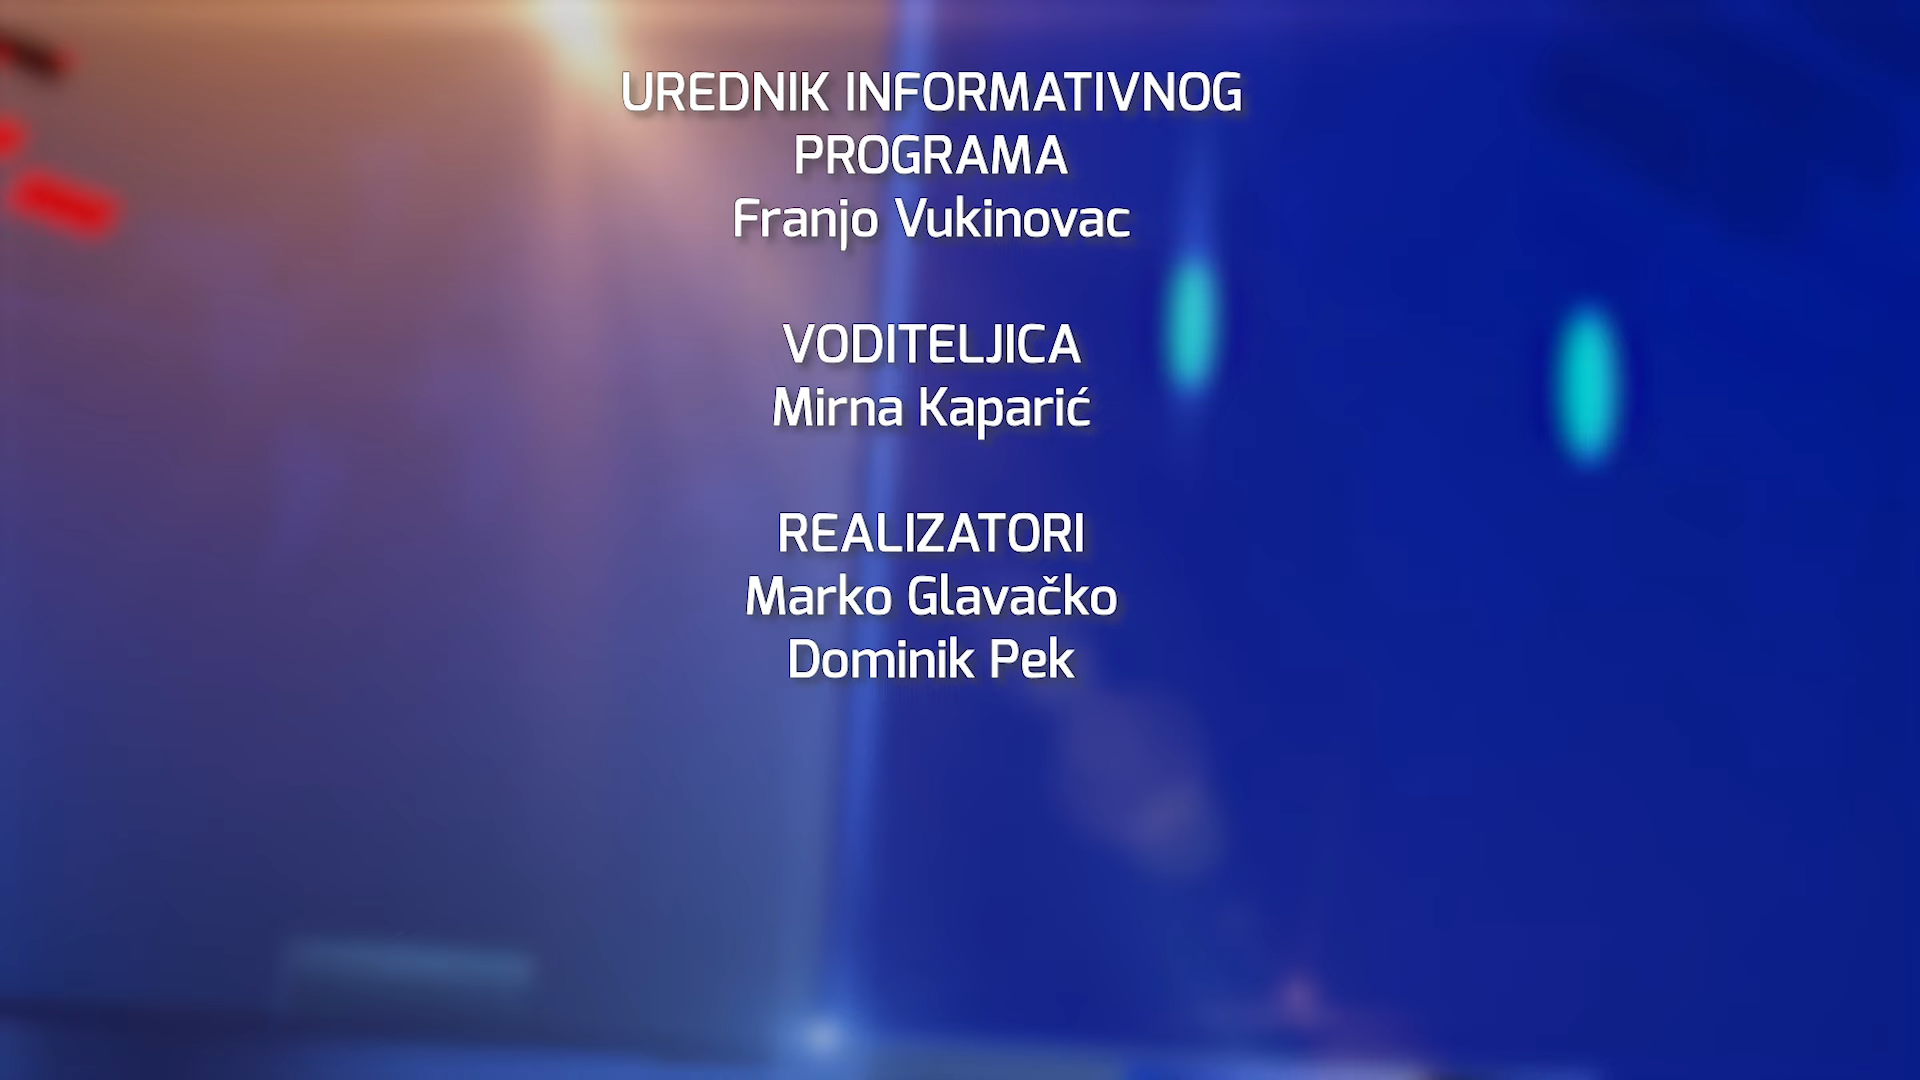 UREDNIK INFORMATIVNOG
PROGRAMA
Franjo Vukinovac
VODITELJICA
Mirna Kaparić
REALIZATORI
Marko Glavačko
Dominik Pek